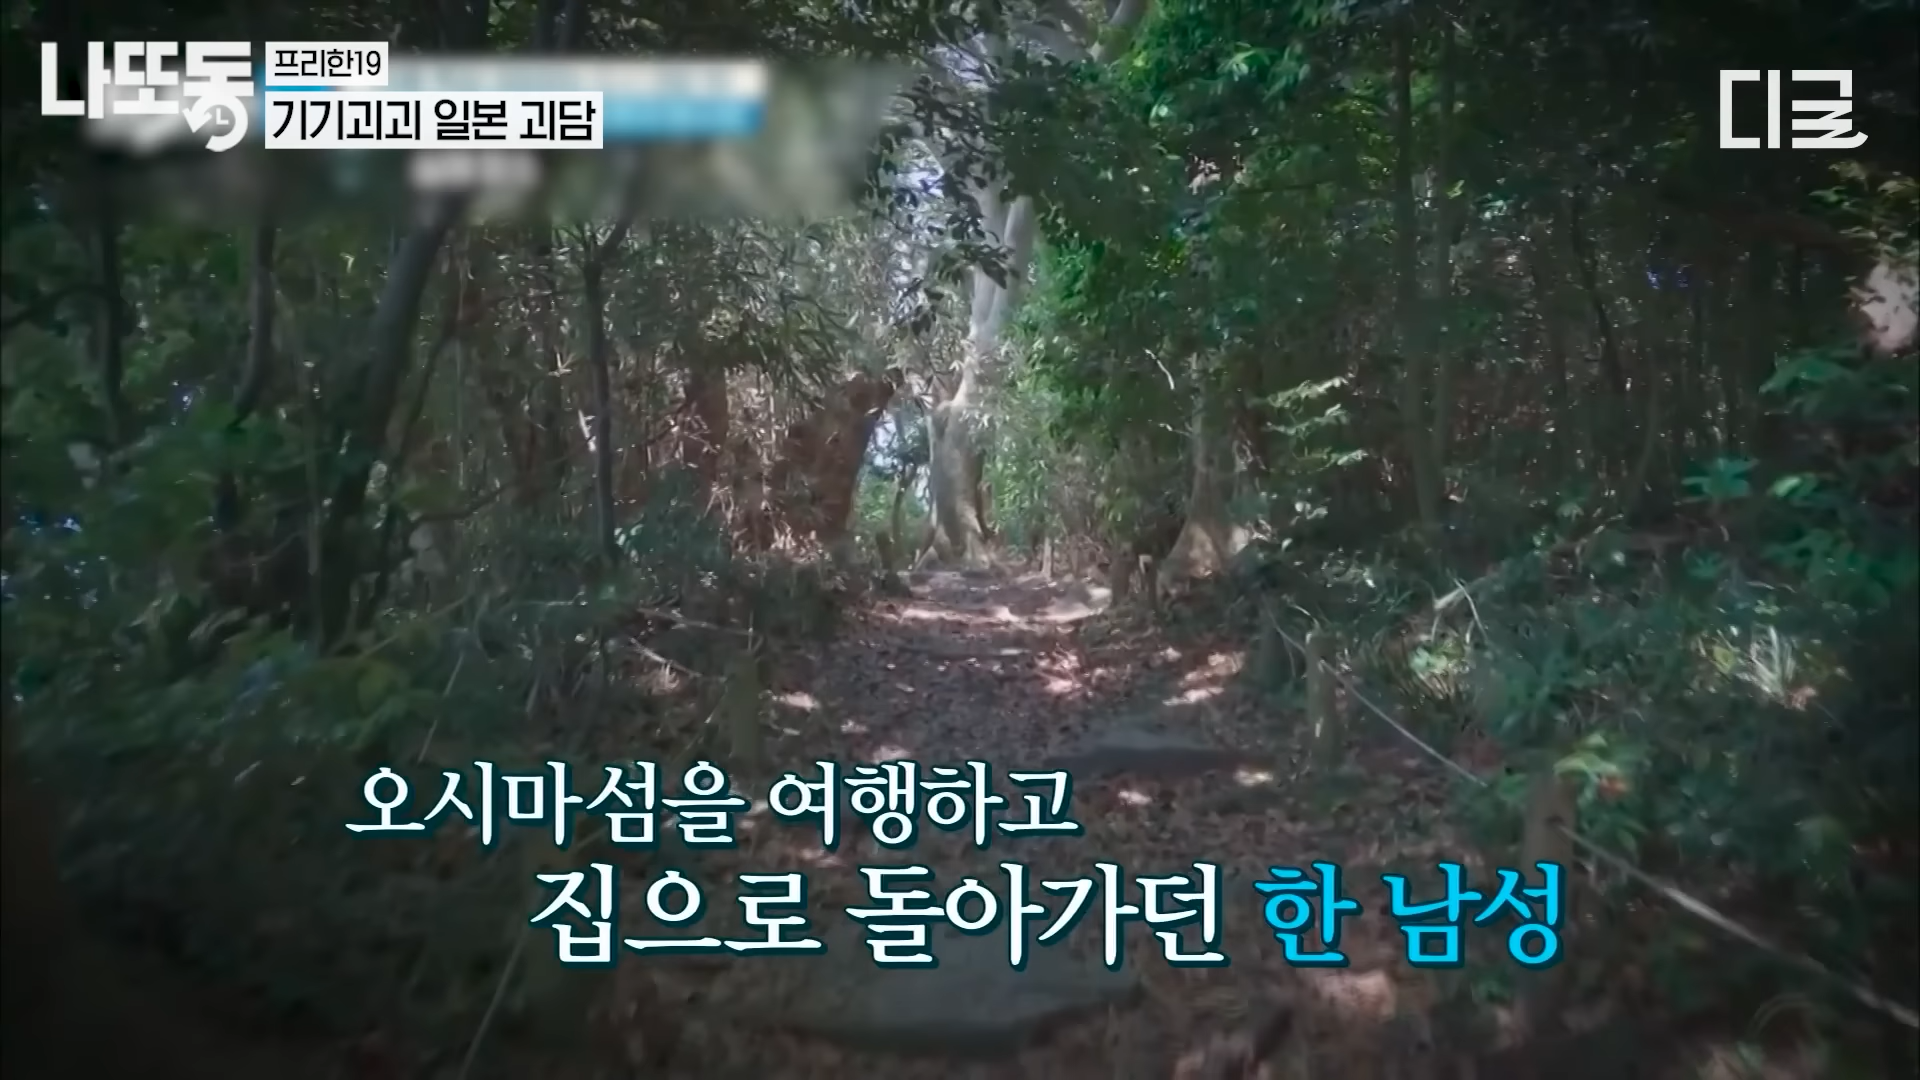 나또동
프리한19
기기괴괴 일본 괴담
디글
오시마섬을 여행하고
집으로 돌아가던 한 남성